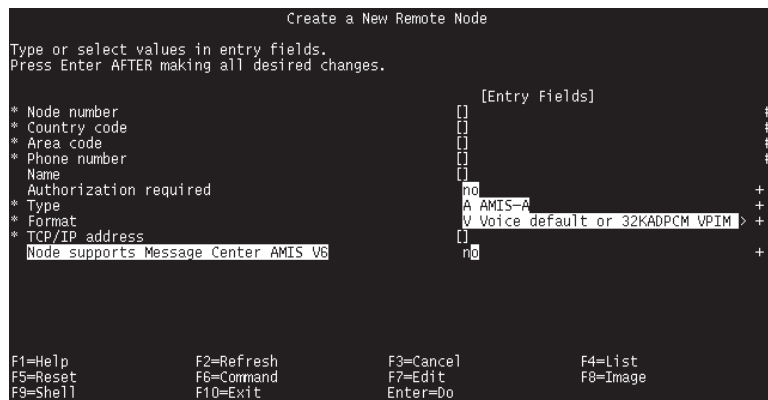 Create a New Remote Node
Type or select values in entry fields.
Press Enter AFTER making all desired changes.
[Entry Fields]
* Node number [] #
* Country code [] #
* Area code [] #
* Phone number [] #
Name []
Authorization required no +
* Type A AMIS-A +
* Format V Voice default or 32KADPCM VPIM > +
* TCP/IP address []
Node supports Message Center AMIS V6 no +
F1=Help F2=Refresh F3=Cancel F4=List
F5=Reset F6=Command F7=Edit F8=Image
F9=Shell F10=Exit Enter=Do